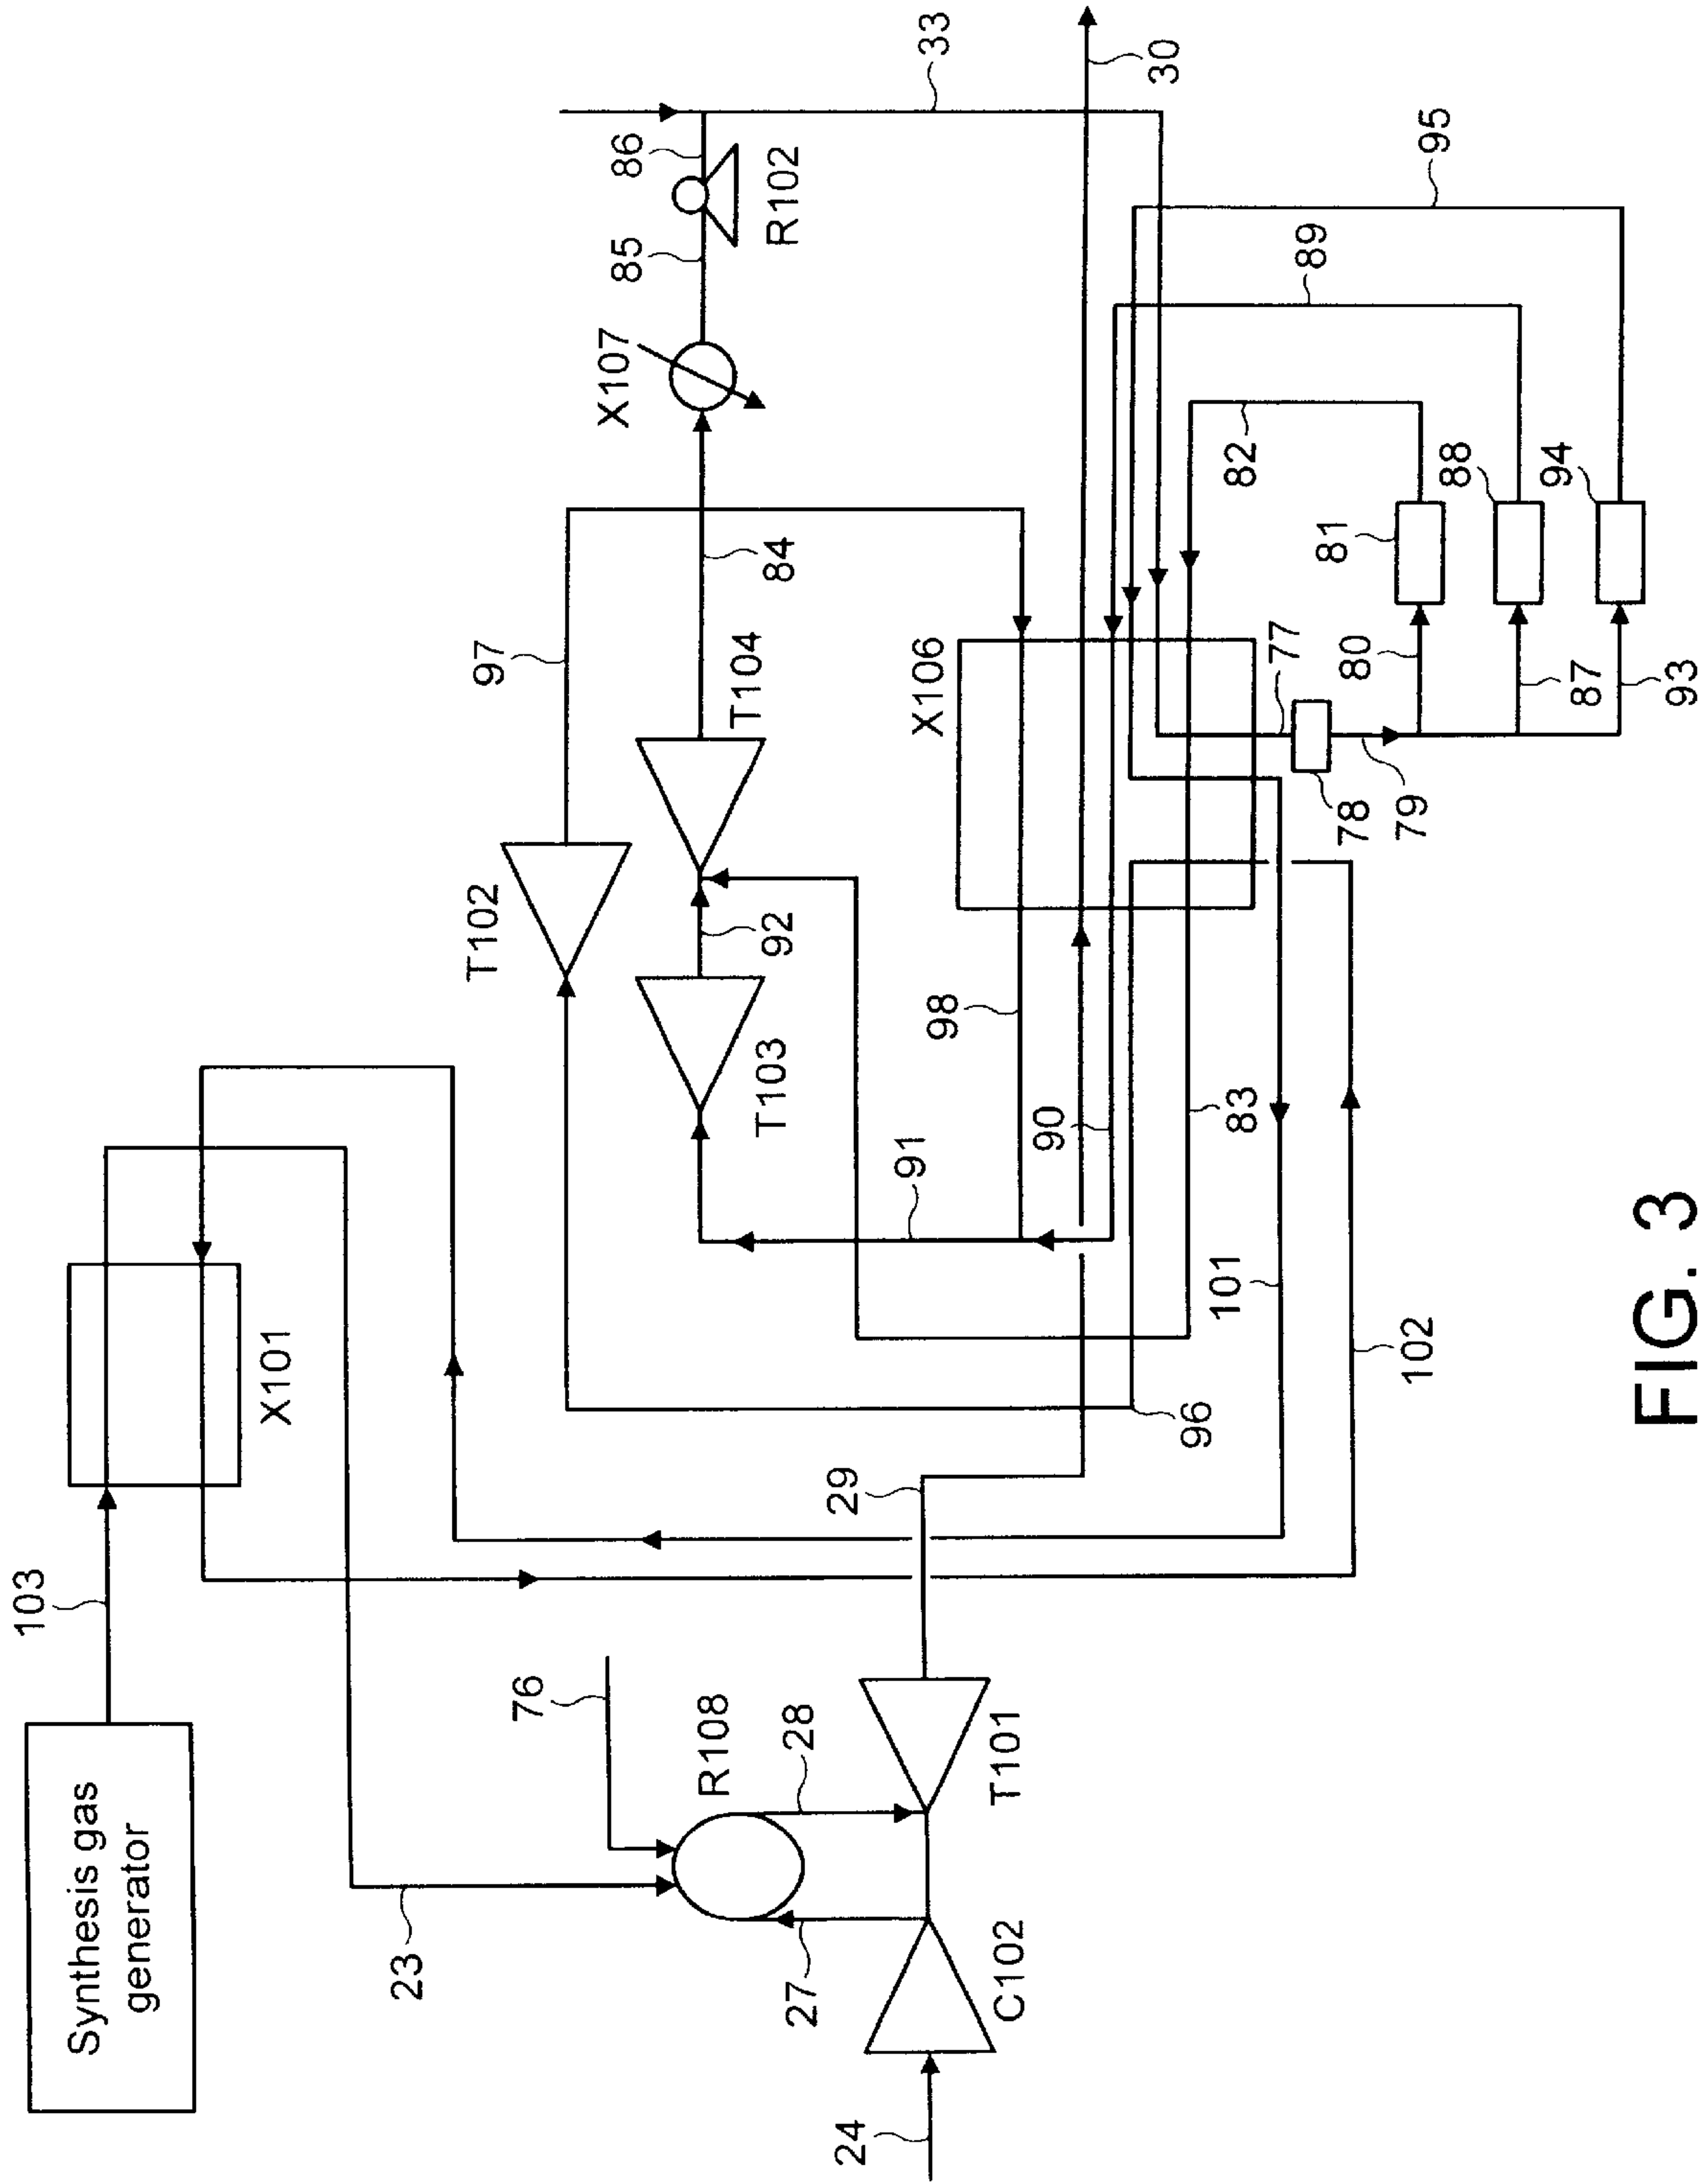 Synthesis gas
generator
103
X101
23
76
R108
28
27
24
C102
T101
29
96
102
101
91
90
98
83
T103
92
T102
T104
97
84
X107
85
86
R102
33
30
95
89
82
X106
77
78
79
80
87
93
81
88
94
FIG. 3